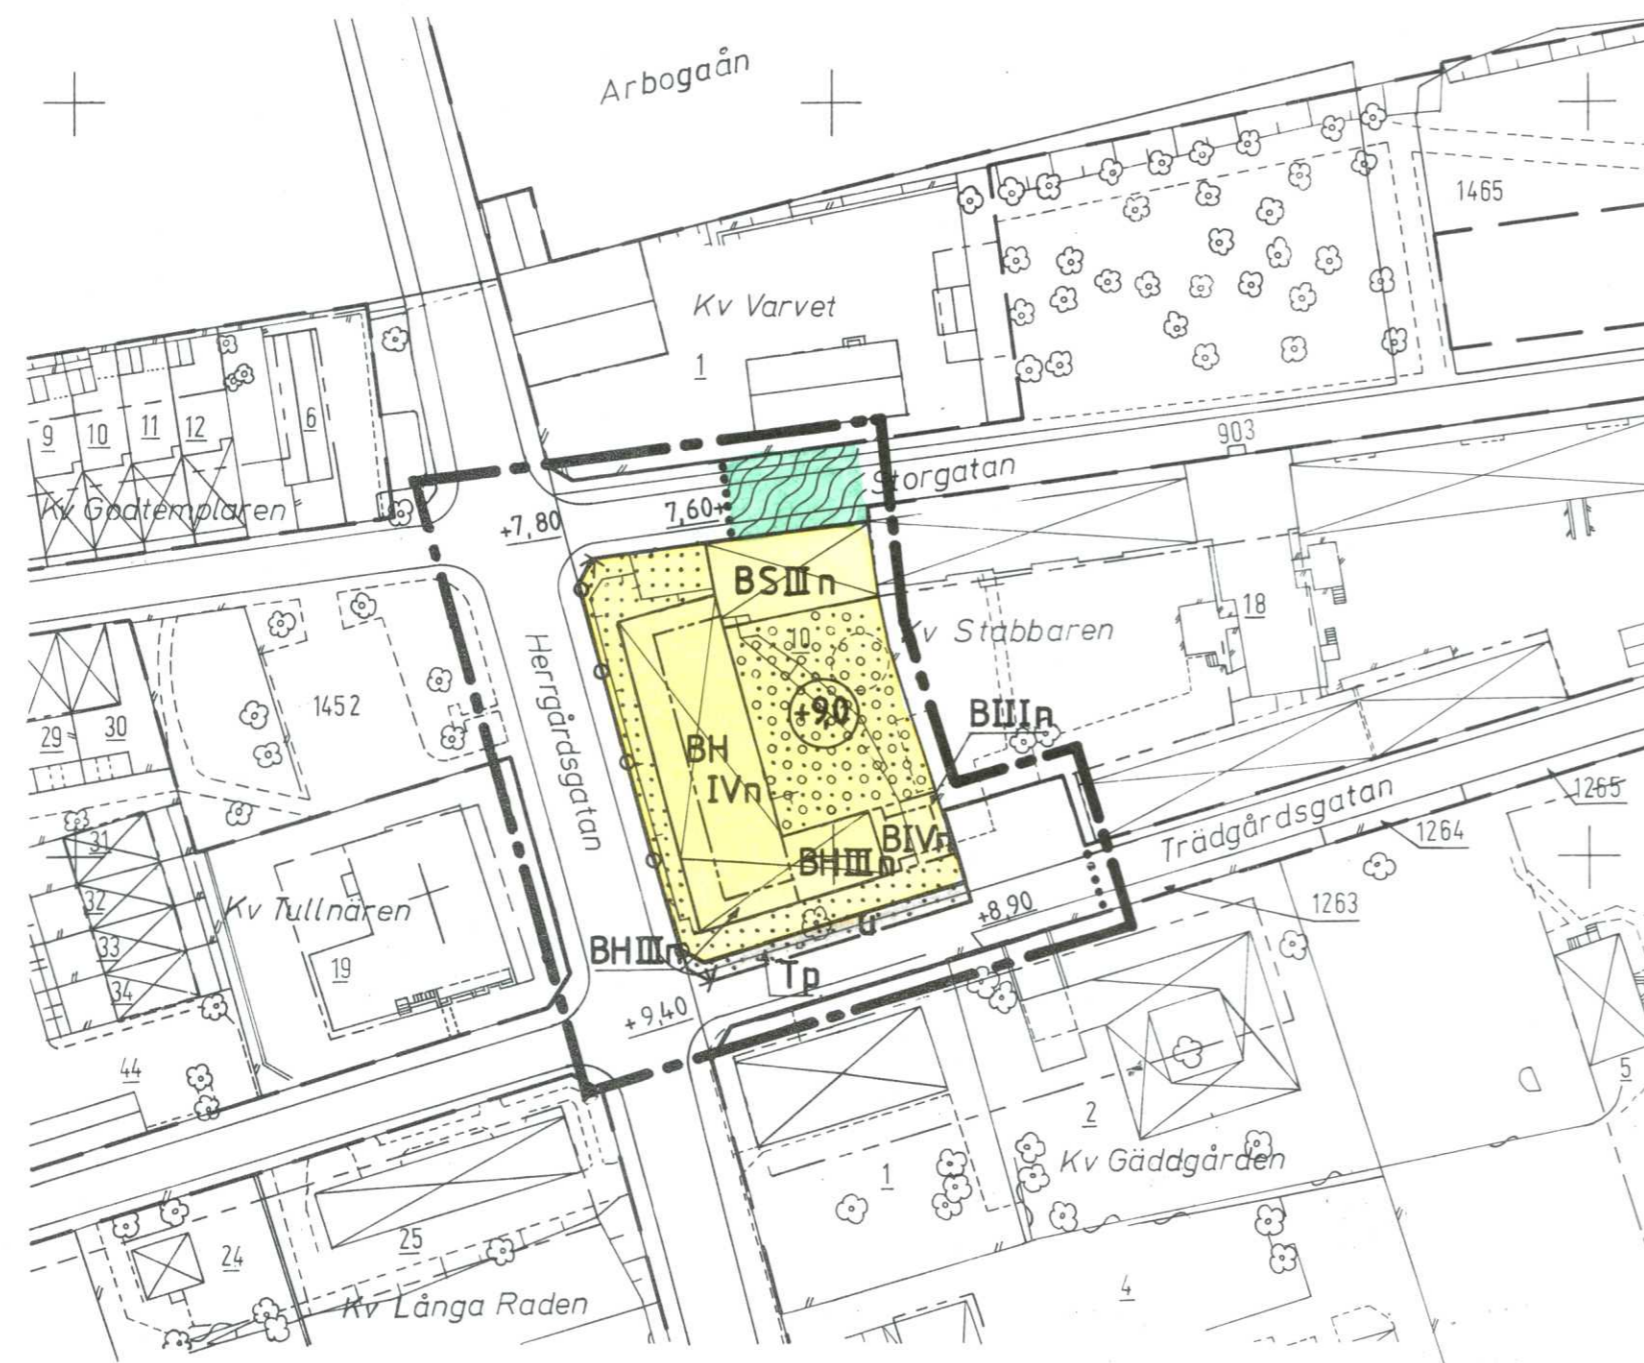 Arbogaån
1465
Kv Varvet
1
9
10
11
12
6
903
Storgatan
Kv Godtemplaren
+7,80
7,60+
BSIIIn
10
Kv Stabbaren
18
Herrgårdsgatan
1452
29
30
+9,0
BIIIn
BH
IVn
BIVn
BHIIIn
Trädgårdsgatan
1265
1264
1263
31
32
33
34
Kv Tullnären
19
+8,90
u
BHIIIn
Tp
+9,40
44
2
5
1
Kv Gäddgården
25
24
4
Kv Långa Raden